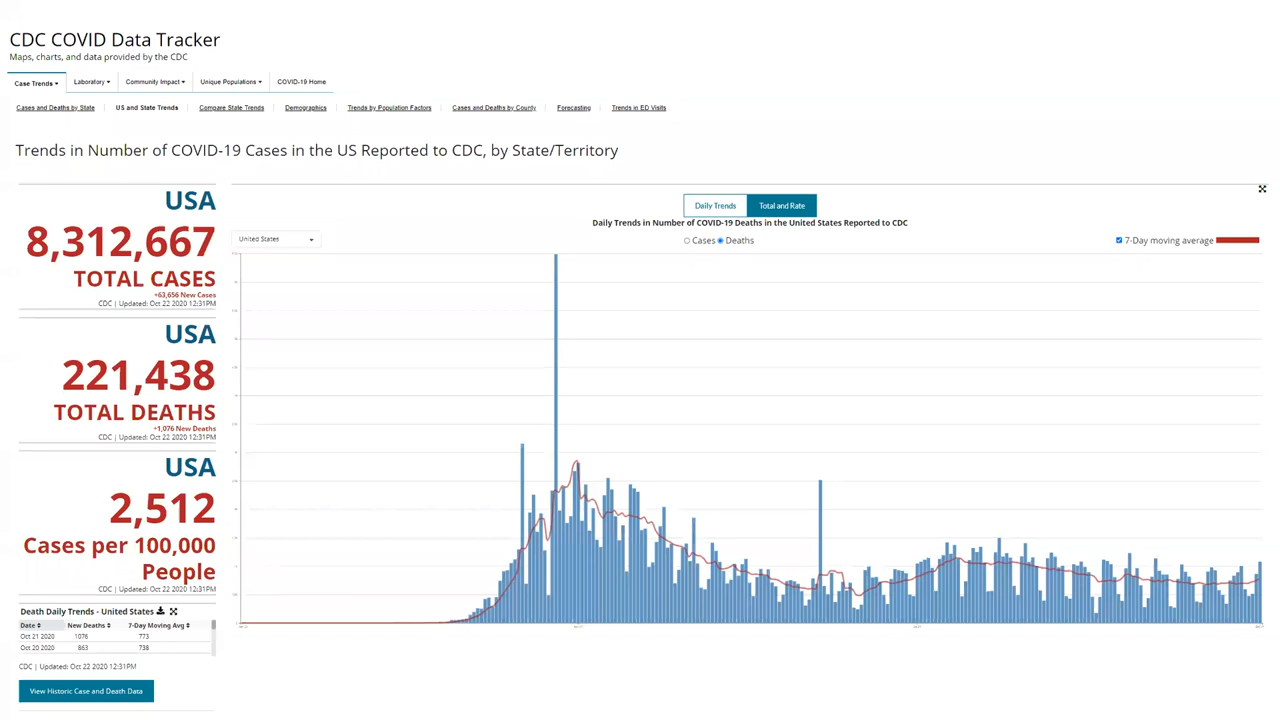 CDC COVID Data Tracker
Maps, charts, and data provided by the CDC
Case Trends Laboratory Community Impact Unique Populations COVID-19 Home
Cases and Deaths by State US and State Trends Compare State Trends Demographics Trends by Population Factors Cases and Deaths by County Forecasting Trends in ED Visits
Trends in Number of COVID-19 Cases in the US Reported to CDC, by State/Territory
USA
8,312,667
TOTAL CASES
+63,656 New Cases
CDC | Updated: Oct 22 2020 12:31PM
USA
221,438
TOTAL DEATHS
+1,076 New Deaths
CDC | Updated: Oct 22 2020 12:31PM
USA
2,512
Cases per 100,000
People
CDC | Updated: Oct 22 2020 12:31PM
Death Daily Trends - United States
Date New Deaths 7-Day Moving Avg
Oct 21 2020 1076 773
Oct 20 2020 863 738
CDC | Updated: Oct 22 2020 12:31PM
View Historic Case and Death Data
Daily Trends Total and Rate
Daily Trends in Number of COVID-19 Deaths in the United States Reported to CDC
United States
Cases Deaths
7-Day moving average